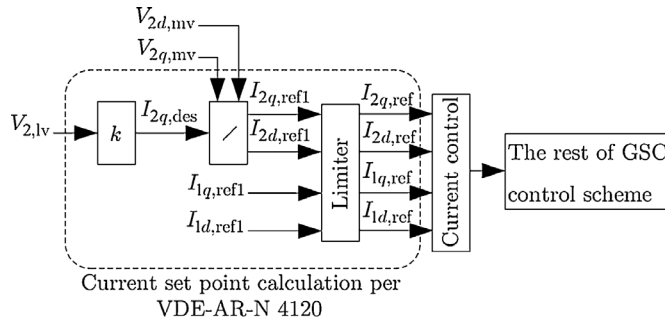 V2d,mv
V2q,mv
V2,lv
k
I2q,des
/
I2q,ref1
I2d,ref1
I1q,ref1
I1d,ref1
Limiter
I2q,ref
I2d,ref
I1q,ref
I1d,ref
Current control
The rest of GSC
control scheme
Current set point calculation per
VDE-AR-N 4120